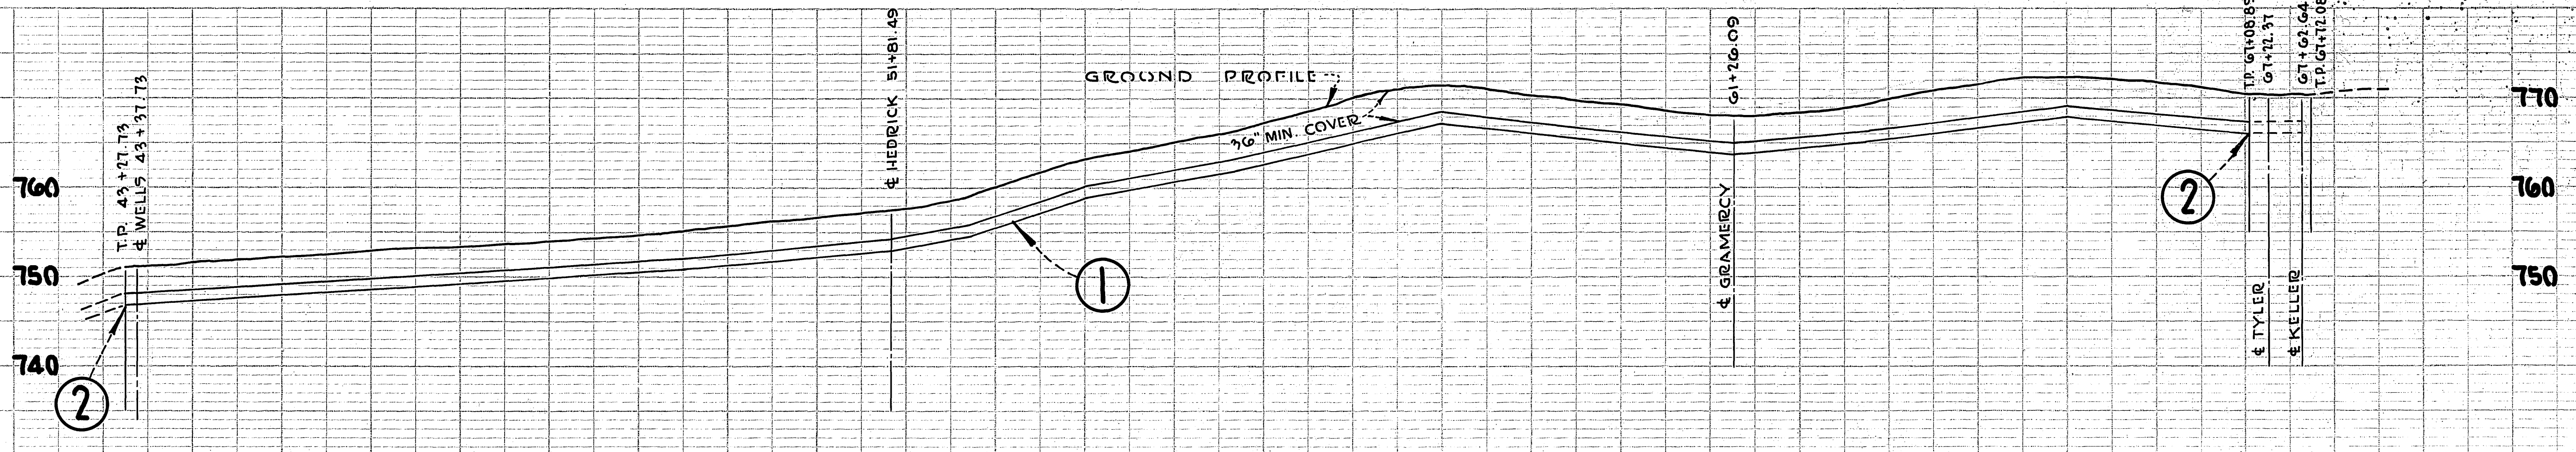 T.P. 43+27.73
℄ WELLS 43+37.73
℄ HEDRICK 51+81.49
GROUND PROFILE
36" MIN. COVER
61+26.09
℄ GRAMERCY
T.P. 67+08.89
67+22.37
67+62.64
T.P. 67+72.08
℄ TYLER
℄ KELLER
760
750
740
770
760
750
2
1
2